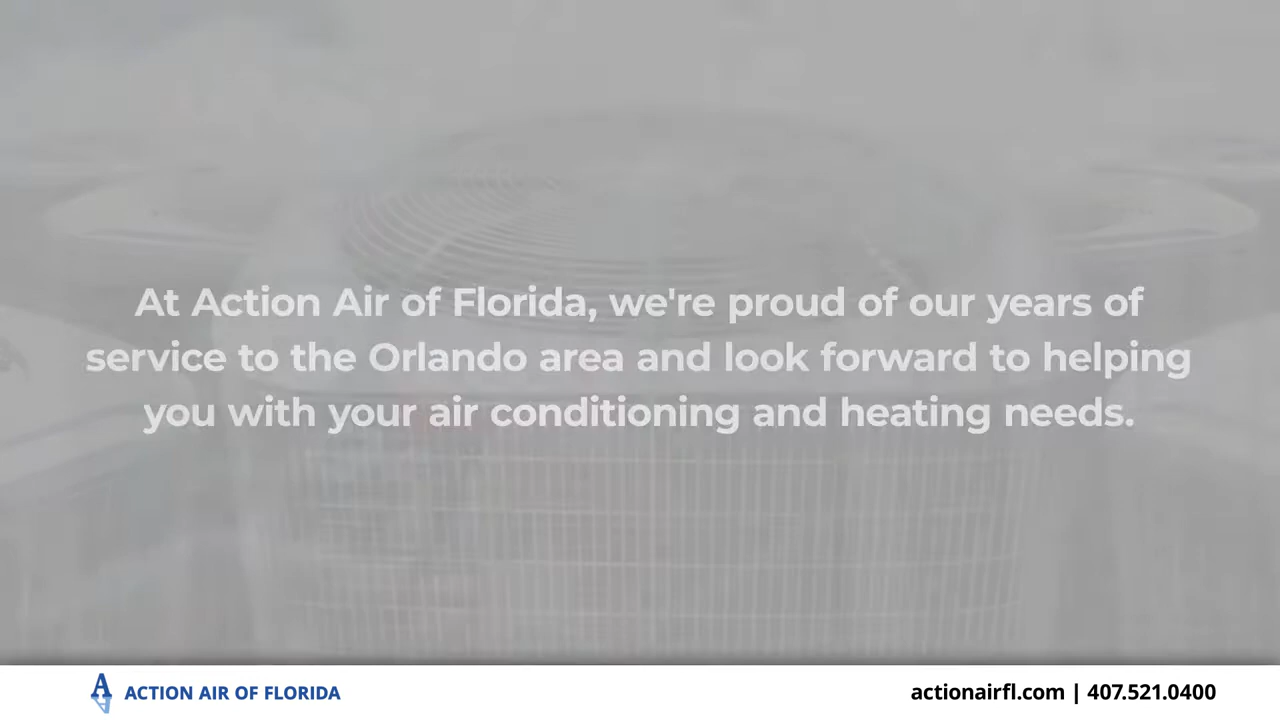 At Action Air of Florida, we're proud of our years of
service to the Orlando area and look forward to helping
you with your air conditioning and heating needs.
ACTION AIR OF FLORIDA
actionairfl.com | 407.521.0400